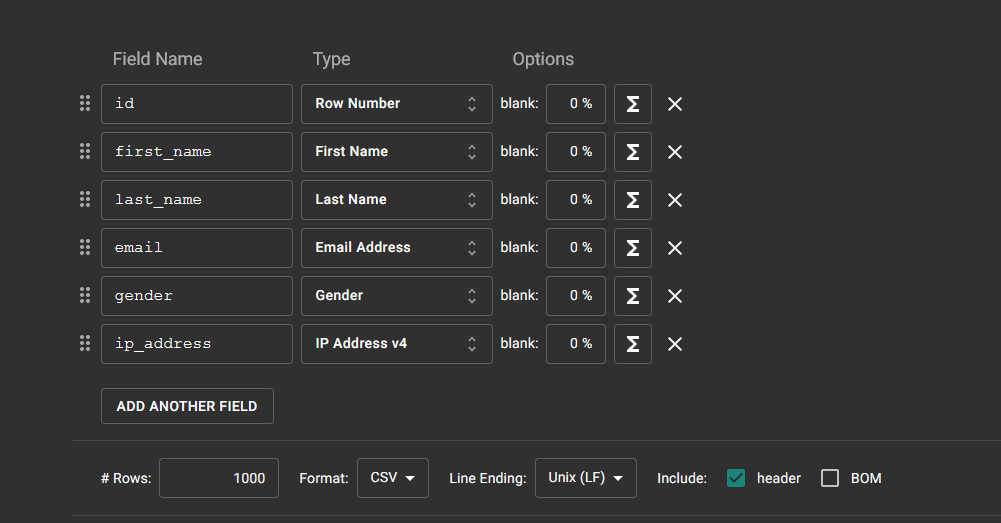 Field Name Type Options
id Row Number blank: 0 % Σ
first_name First Name blank: 0 % Σ
last_name Last Name blank: 0 % Σ
email Email Address blank: 0 % Σ
gender Gender blank: 0 % Σ
ip_address IP Address v4 blank: 0 % Σ
ADD ANOTHER FIELD
# Rows: 1000 Format: CSV Line Ending: Unix (LF) Include: header BOM